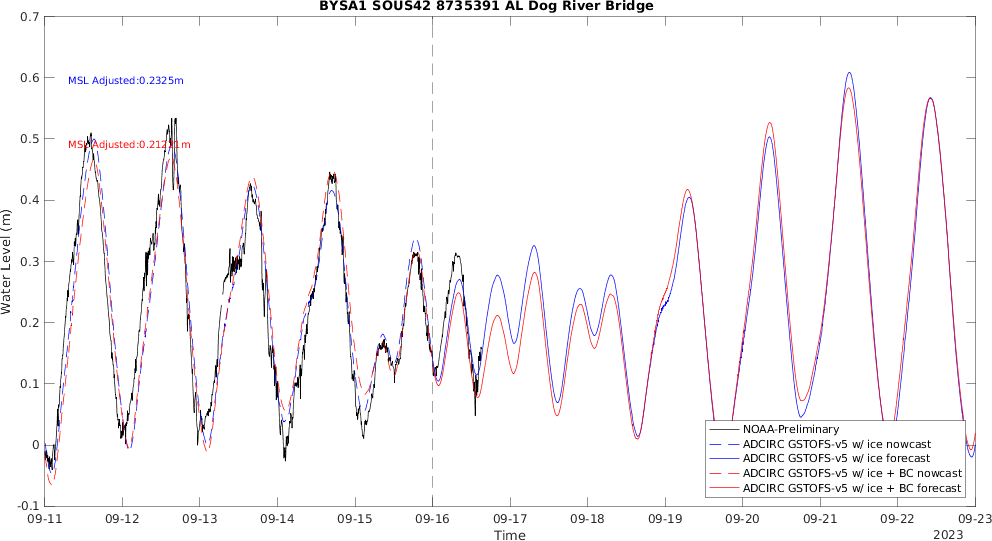 BYSA1 SOUS42 8735391 AL Dog River Bridge
0.7
0.6
0.5
0.4
0.3
0.2
0.1
0
-0.1
Water Level (m)
MSL Adjusted:0.2325m
MSL Adjusted:0.212 1m
NOAA-Preliminary
ADCIRC GSTOFS-v5 w/ ice nowcast
ADCIRC GSTOFS-v5 w/ ice forecast
ADCIRC GSTOFS-v5 w/ ice + BC nowcast
ADCIRC GSTOFS-v5 w/ ice + BC forecast
09-11 09-12 09-13 09-14 09-15 09-16 09-17 09-18 09-19 09-20 09-21 09-22 09-23
Time
2023